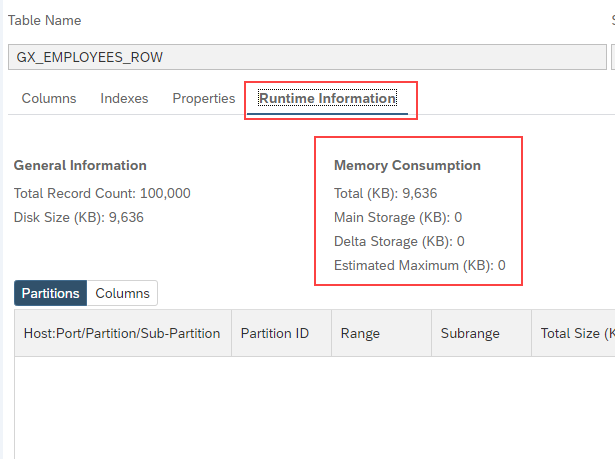 Table Name
GX_EMPLOYEES_ROW
Columns Indexes Properties Runtime Information
General Information
Total Record Count: 100,000
Disk Size (KB): 9,636
Memory Consumption
Total (KB): 9,636
Main Storage (KB): 0
Delta Storage (KB): 0
Estimated Maximum (KB): 0
Partitions Columns
Host:Port/Partition/Sub-Partition Partition ID Range Subrange Total Size (K